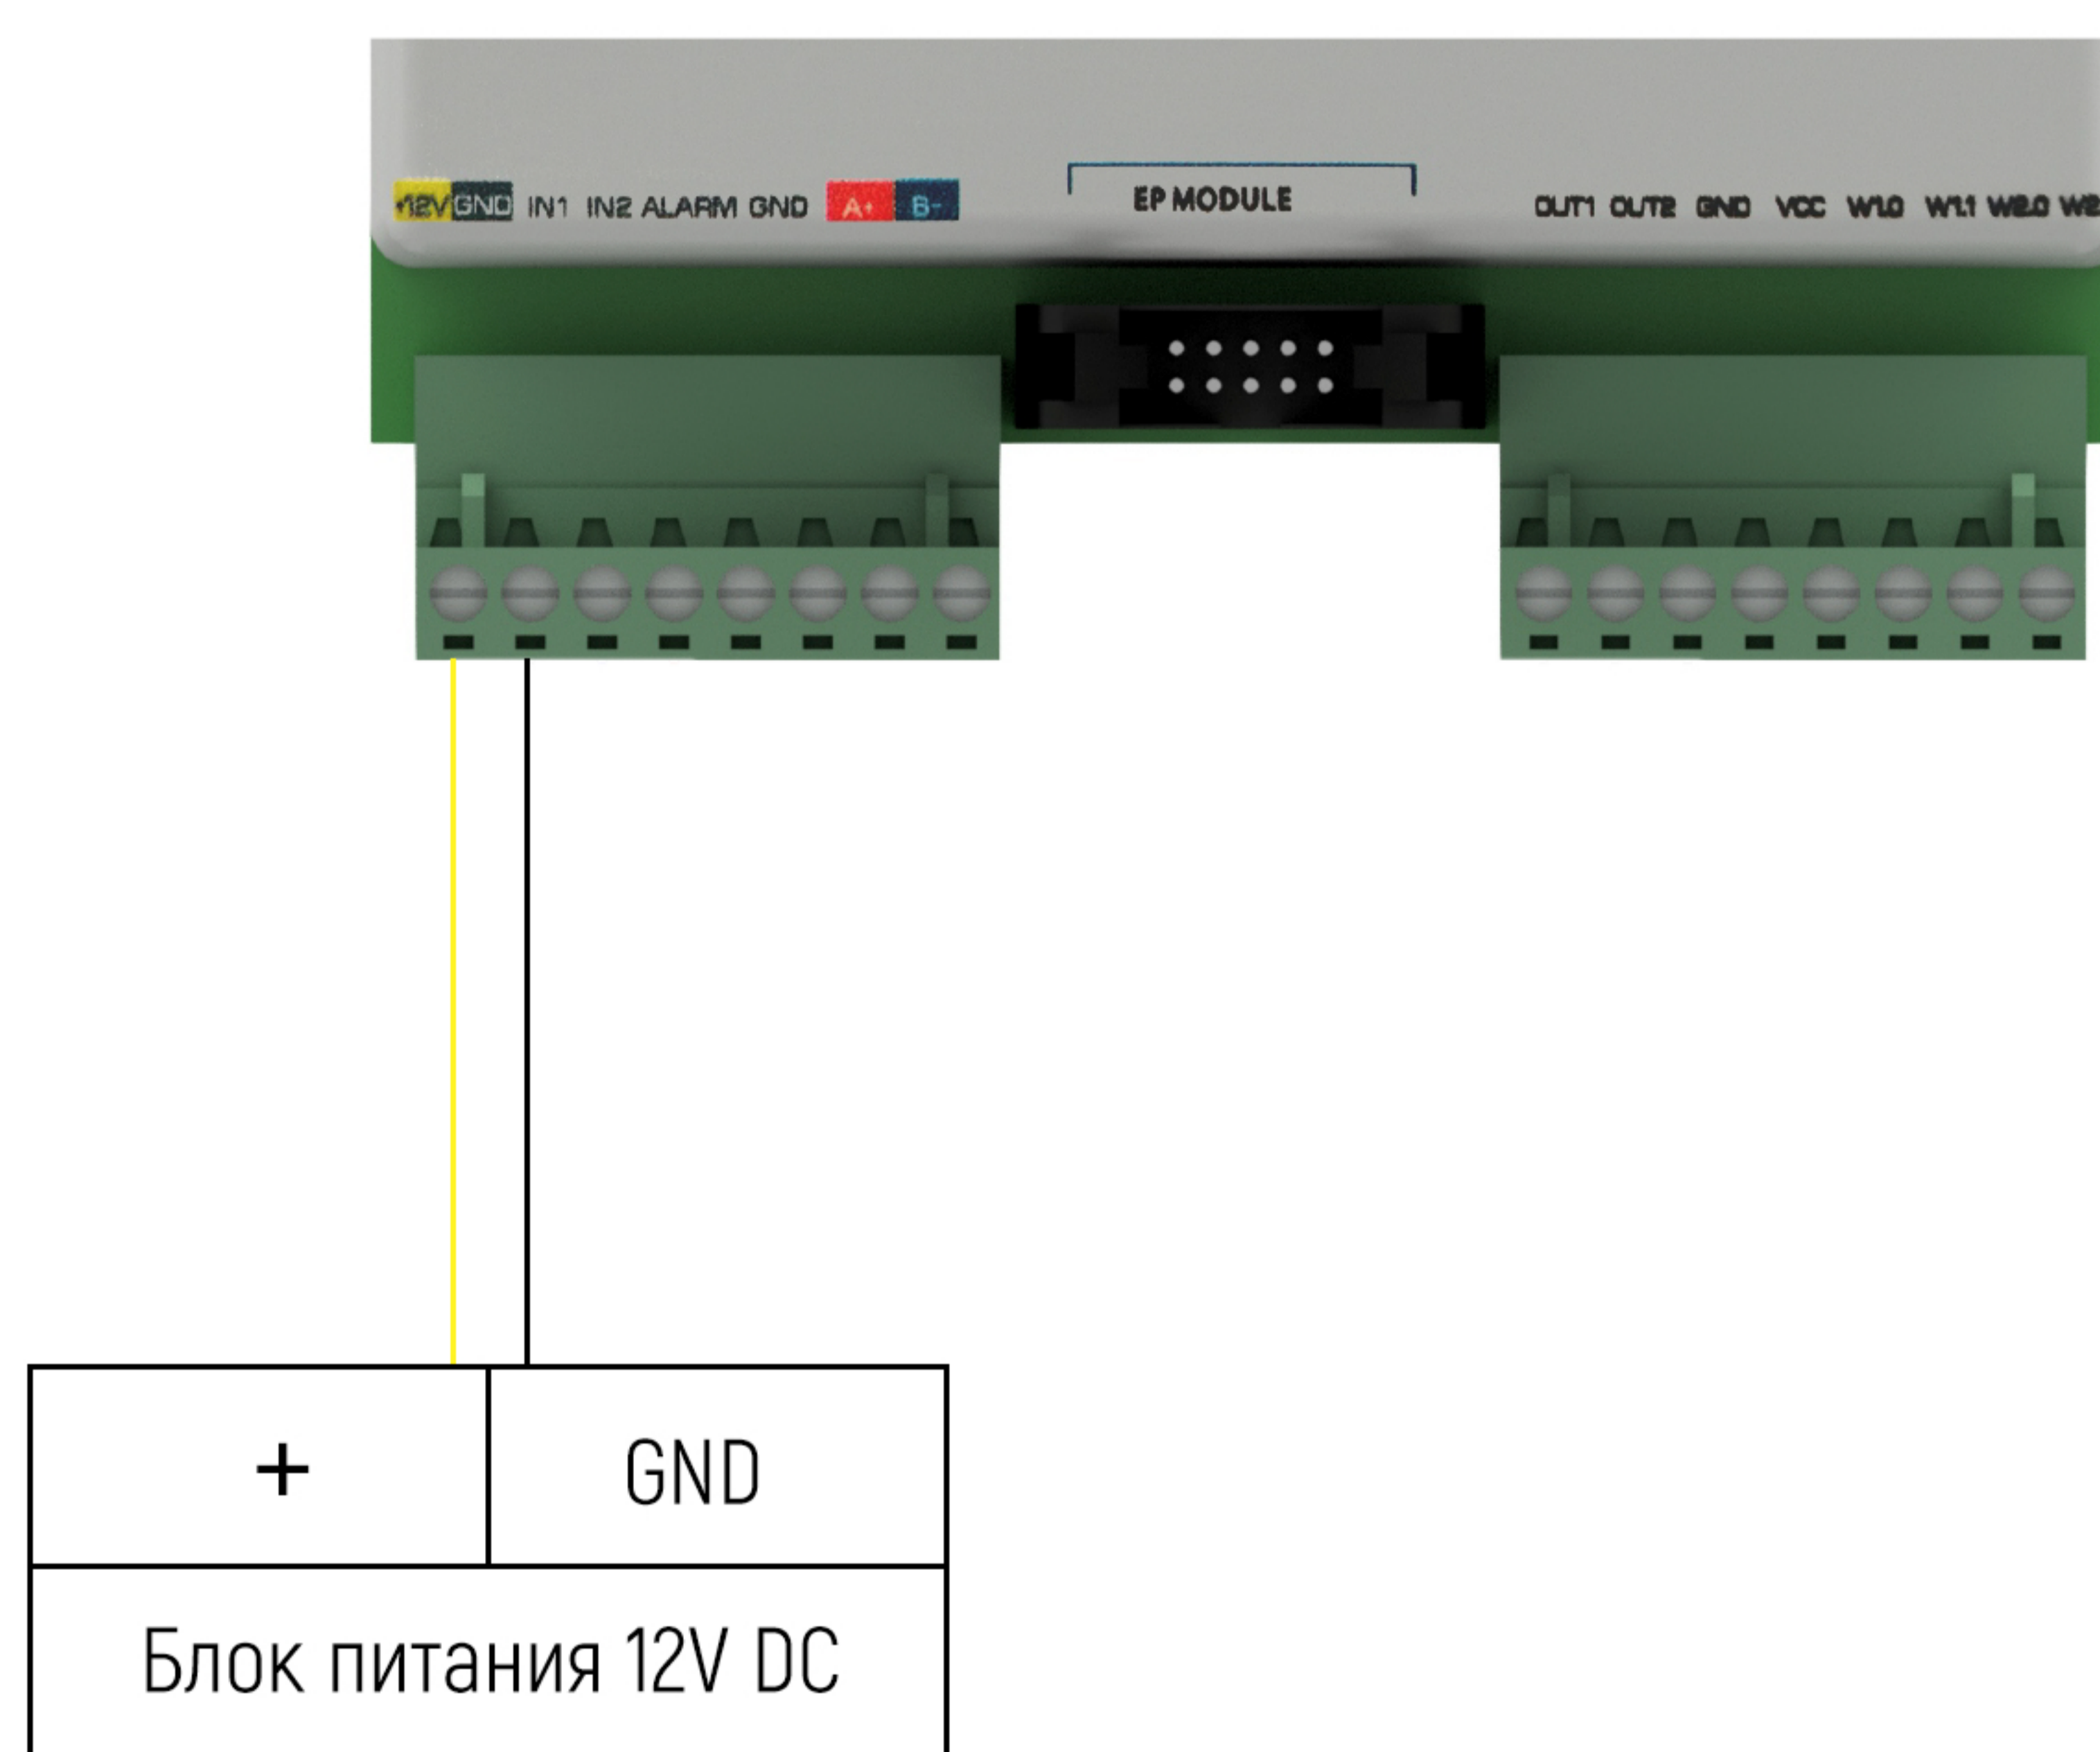 +12V GND IN1 IN2 ALARM GND A+ B-
EP MODULE
OUT1 OUT2 GND VCC W1.0 W1.1 W2.0
+ GND
Блок питания 12V DC